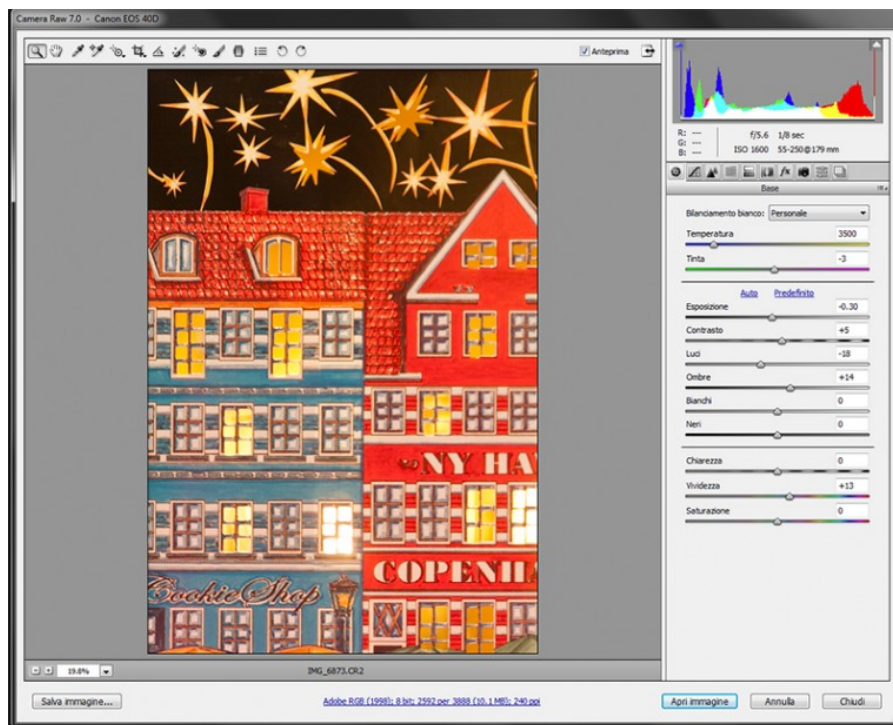 Camera Raw 7.0 - Canon EOS 40D
Anteprima
R: ---
G: ---
B: ---
f/5.6 1/8 sec
ISO 1600 55-250@179 mm
Base
Bilanciamento bianco: Personale
Temperatura 3500
Tinta -3
Auto Predefinito
Esposizione -0.30
Contrasto +5
Luci -18
Ombre +14
Bianchi 0
Neri 0
Chiarezza 0
Vividezza +13
Saturazione 0
NY HA
COPENHA
CookieShop
19.8% IMG_6873.CR2
Salva immagine... Adobe RGB (1998); 8 bit; 2592 per 3888 (10.1 MB); 240 ppi Apri immagine Annulla Chiudi